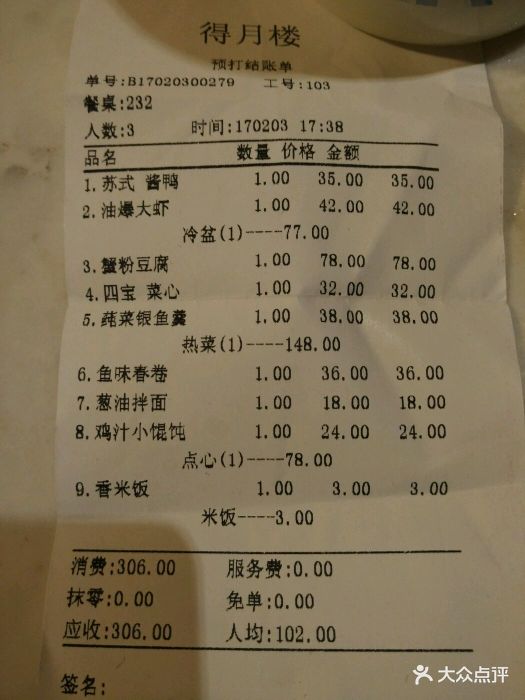 得月楼
预打结账单
单号:B17020300279 工号:103
餐桌:232
人数:3 时间:170203 17:38
品名 数量 价格 金额
1.苏式 酱鸭 1.00 35.00 35.00
2.油爆大虾 1.00 42.00 42.00
冷盆(1)----77.00
3.蟹粉豆腐 1.00 78.00 78.00
4.四宝 菜心 1.00 32.00 32.00
5.莼菜银鱼羹 1.00 38.00 38.00
热菜(1)----148.00
6.鱼味春卷 1.00 36.00 36.00
7.葱油拌面 1.00 18.00 18.00
8.鸡汁小馄饨 1.00 24.00 24.00
点心(1)----78.00
9.香米饭 1.00 3.00 3.00
米饭----3.00
消费:306.00 服务费:0.00
抹零:0.00 免单:0.00
应收:306.00 人均:102.00
签名:
大众点评